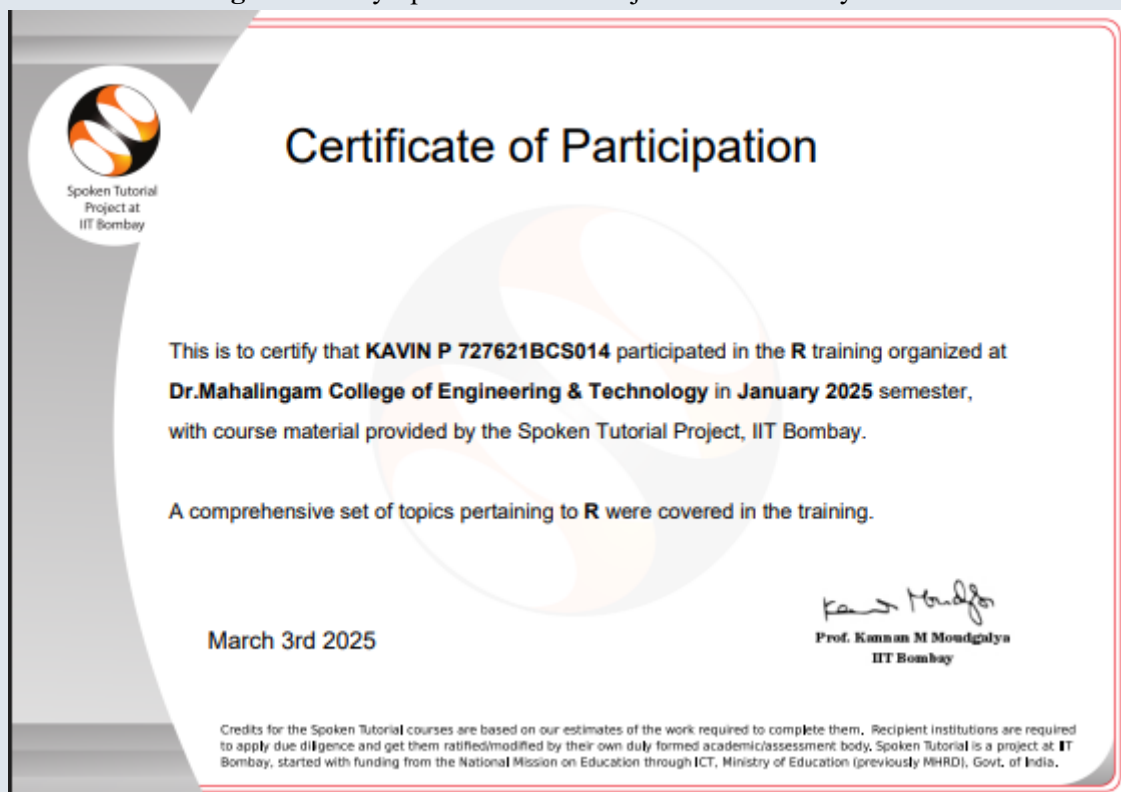 Certificate of Participation
Spoken Tutorial
Project at
IIT Bombay
This is to certify that KAVIN P 727621BCS014 participated in the R training organized at
Dr.Mahalingam College of Engineering & Technology in January 2025 semester,
with course material provided by the Spoken Tutorial Project, IIT Bombay.
A comprehensive set of topics pertaining to R were covered in the training.
March 3rd 2025
Prof. Kannan M Moudgalya
IIT Bombay
Credits for the Spoken Tutorial courses are based on our estimates of the work required to complete them. Recipient institutions are required
to apply due diligence and get them ratified/modified by their own duly formed academic/assessment body. Spoken Tutorial is a project at IIT
Bombay, started with funding from the National Mission on Education through ICT, Ministry of Education (previously MHRD), Govt. of India.